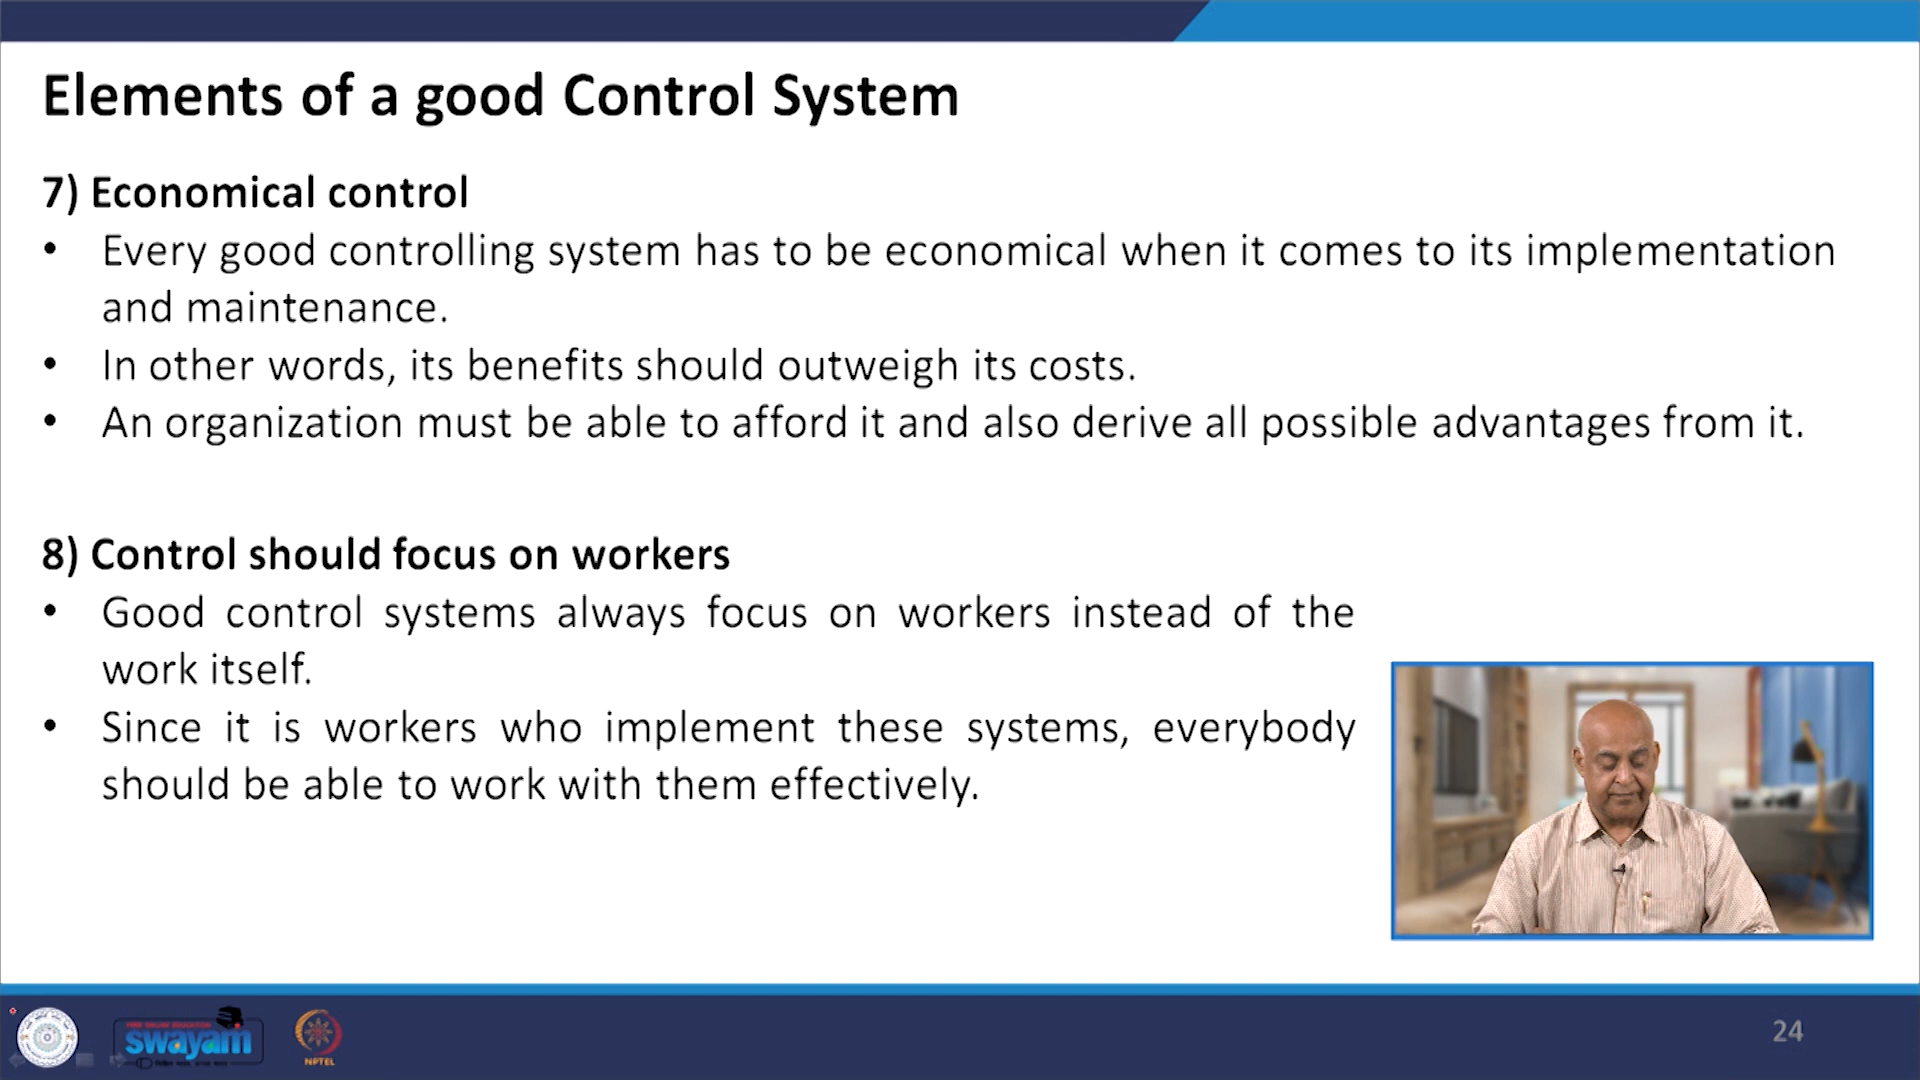 Elements of a good Control System
7) Economical control
• Every good controlling system has to be economical when it comes to its implementation
and maintenance.
• In other words, its benefits should outweigh its costs.
• An organization must be able to afford it and also derive all possible advantages from it.
8) Control should focus on workers
• Good control systems always focus on workers instead of the
work itself.
• Since it is workers who implement these systems, everybody
should be able to work with them effectively.
FREE ONLINE EDUCATION
swayam
NPTEL
24